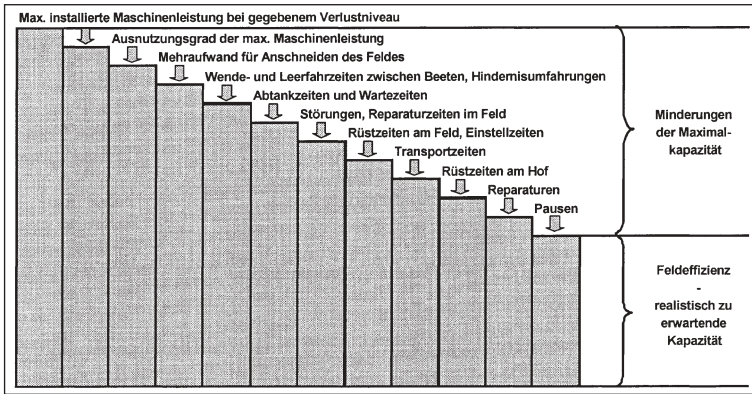 Max. installierte Maschinenleistung bei gegebenem Verlustniveau
Ausnutzungsgrad der max. Maschinenleistung
Mehraufwand für Anschneiden des Feldes
Wende- und Leerfahrzeiten zwischen Beeten, Hindernisumfahrungen
Abtankzeiten und Wartezeiten
Störungen, Reparaturzeiten im Feld
Rüstzeiten am Feld, Einstellzeiten
Transportzeiten
Rüstzeiten am Hof
Reparaturen
Pausen
Minderungen
der Maximal-
kapazität
Feldeffizienz
-
realistisch zu
erwartende
Kapazität